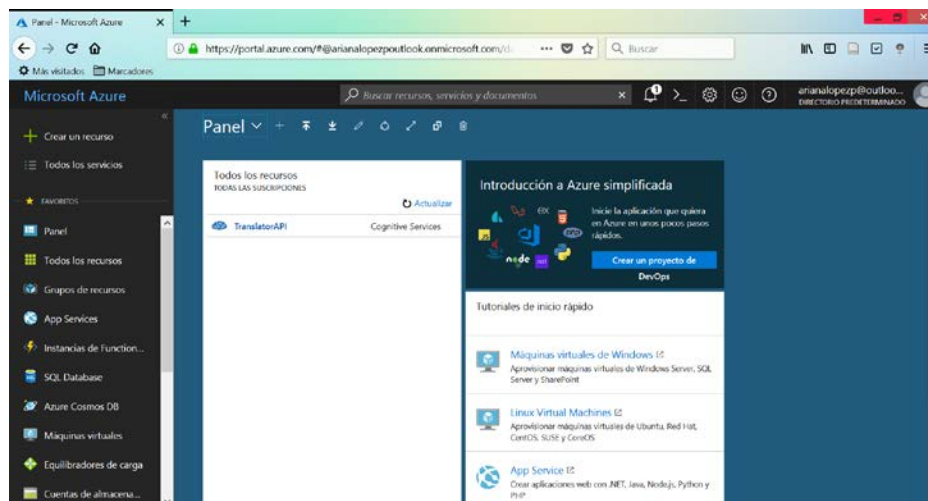 Panel - Microsoft Azure
https://portal.azure.com/#@arianalopezpoutlook.onmicrosoft.com/d
Buscar
Más visitados
Marcadores
Microsoft Azure
Buscar recursos, servicios y documentos
arianalopezp@outloo...
DIRECTORIO PREDETERMINADO
Crear un recurso
Todos los servicios
FAVORITOS
Panel
Todos los recursos
Grupos de recursos
App Services
Instancias de Function...
SQL Database
Azure Cosmos DB
Máquinas virtuales
Equilibradores de carga
Cuentas de almacena...
Panel
Todos los recursos
TODAS LAS SUSCRIPCIONES
Actualizar
TranslatorAPI
Cognitive Services
Introducción a Azure simplificada
Inicie la aplicación que quiera
en Azure en unos pocos pasos
rápidos.
ex
php
JS
node
.net
Crear un proyecto de
DevOps
Tutoriales de inicio rápido
Máquinas virtuales de Windows
Aprovisionar máquinas virtuales de Windows Server, SQL
Server y SharePoint
Linux Virtual Machines
Aprovisionar máquinas virtuales de Ubuntu, Red Hat,
CentOS, SUSE y CoreOS
App Service
Crear aplicaciones web con .NET, Java, Node.js, Python y
PHP